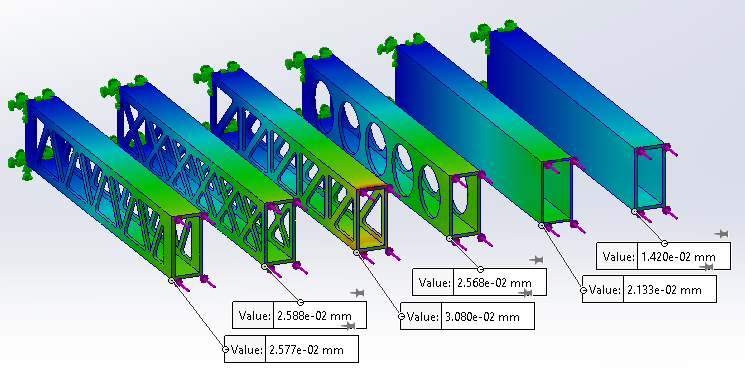 Value: 1.420e-02 mm
Value: 2.568e-02 mm
Value: 2.133e-02 mm
Value: 2.588e-02 mm
Value: 3.080e-02 mm
Value: 2.577e-02 mm